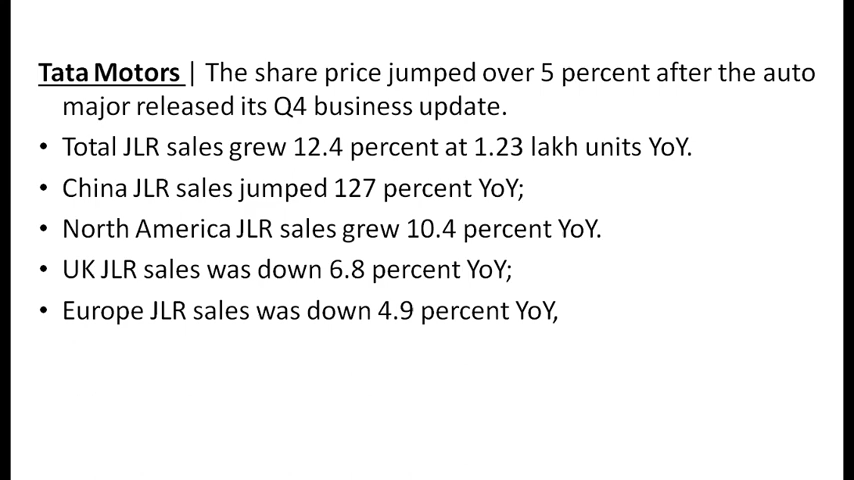 Tata Motors | The share price jumped over 5 percent after the auto
major released its Q4 business update.
• Total JLR sales grew 12.4 percent at 1.23 lakh units YoY.
• China JLR sales jumped 127 percent YoY;
• North America JLR sales grew 10.4 percent YoY.
• UK JLR sales was down 6.8 percent YoY;
• Europe JLR sales was down 4.9 percent YoY,